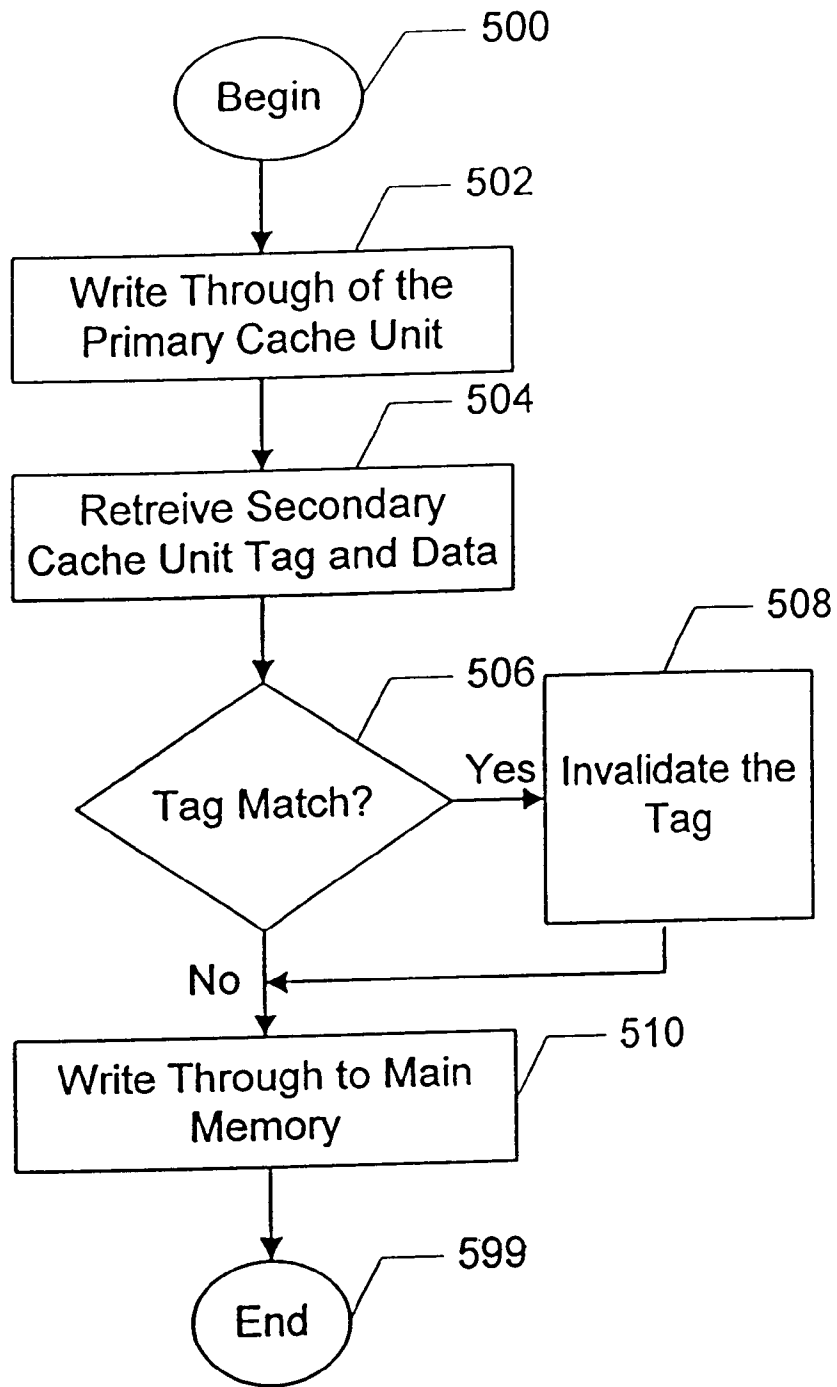 500
Begin
502
Write Through of the
Primary Cache Unit
504
Retreive Secondary
Cache Unit Tag and Data
506
Tag Match?
Yes
508
Invalidate the
Tag
No
510
Write Through to Main
Memory
599
End